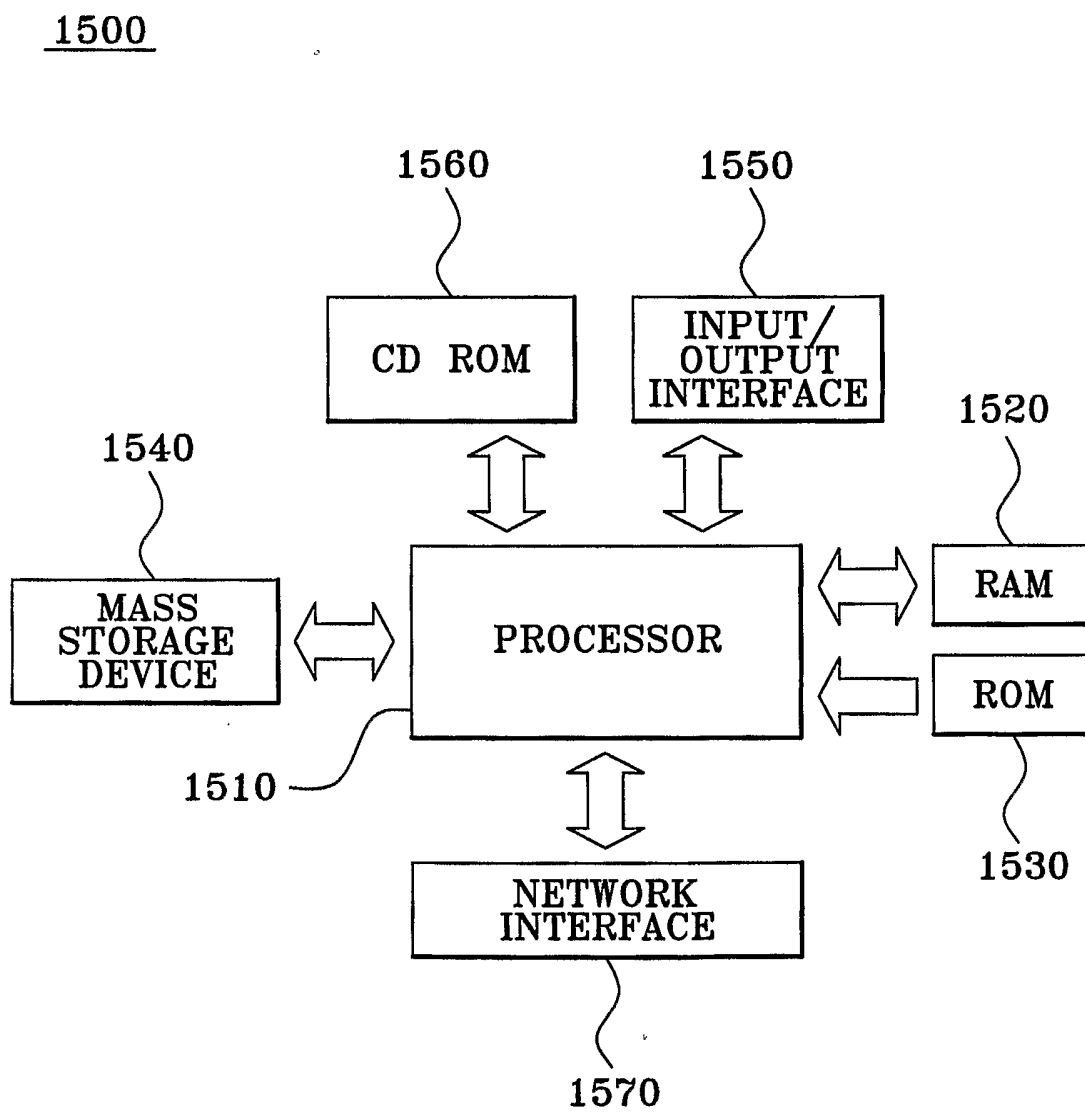 1500
1560
1550
CD ROM
INPUT/
OUTPUT
INTERFACE
1520
1540
RAM
MASS
STORAGE
DEVICE
PROCESSOR
ROM
1510
1530
NETWORK
INTERFACE
1570